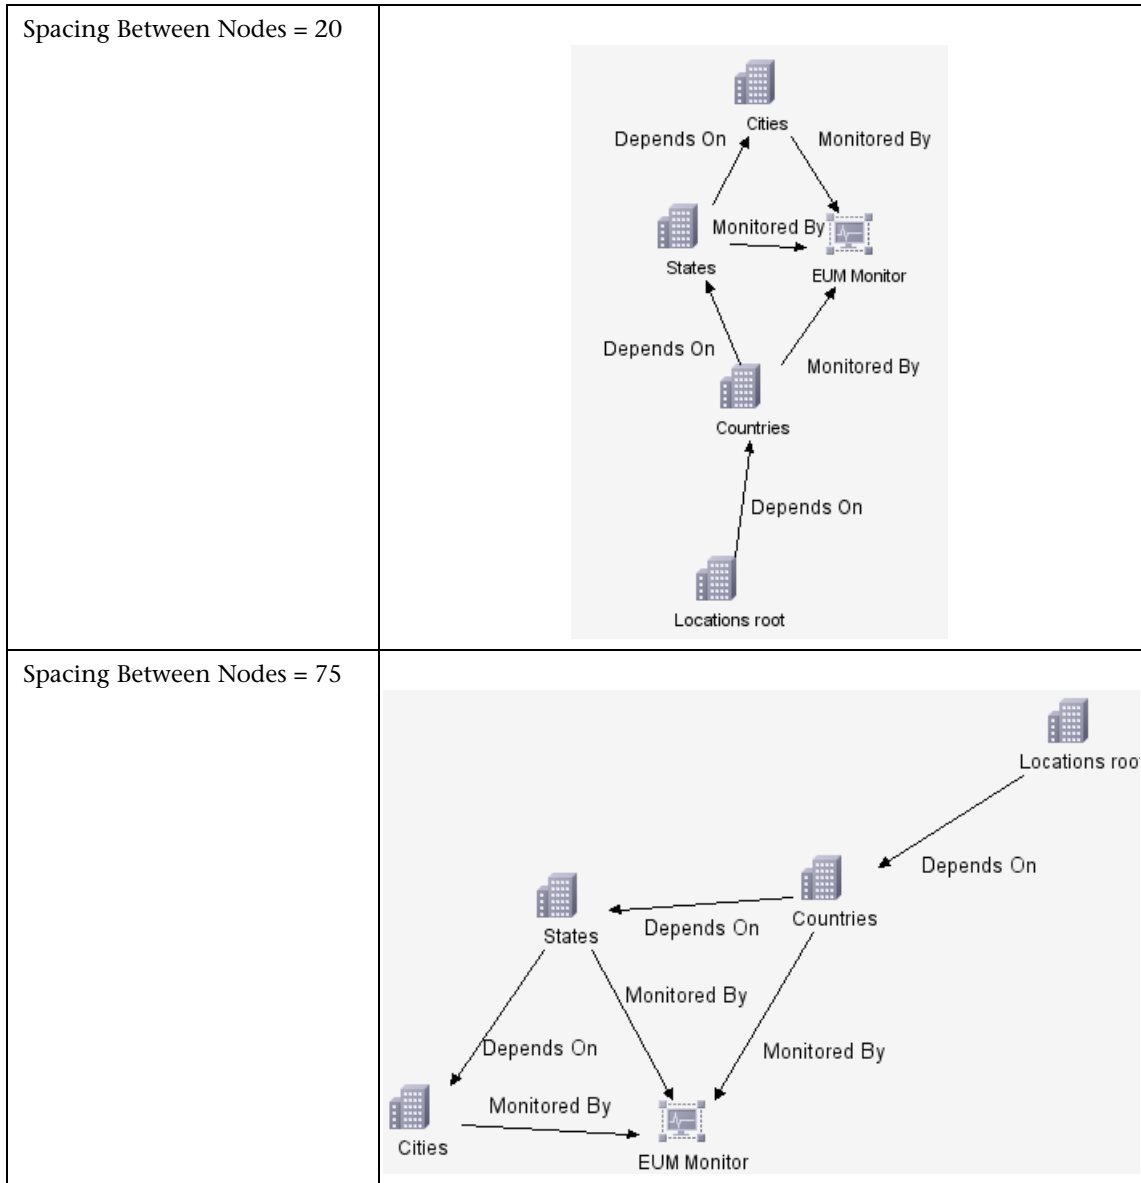 Spacing Between Nodes = 20
Cities
Depends On
Monitored By
Monitored By
States
EUM Monitor
Depends On
Monitored By
Countries
Depends On
Locations root
Spacing Between Nodes = 75
Locations roo
Depends On
Countries
Depends On
States
Monitored By
Depends On
Monitored By
Monitored By
Cities
EUM Monitor